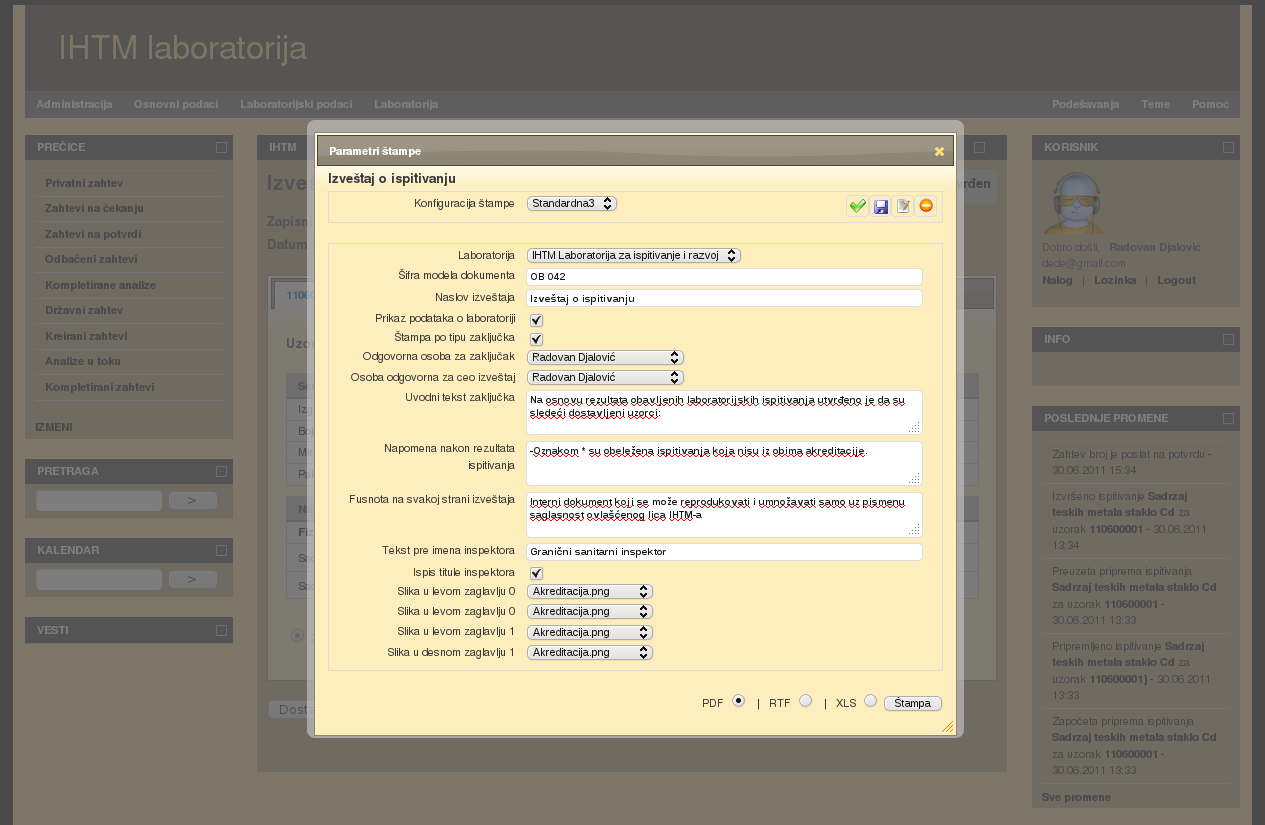 IHTM laboratorija
Administracija Osnovni podaci Laboratorijski podaci Laboratorija Podešavanja Teme Pomoć
PREČICE
Privatni zahtev
Zahtevi na čekanju
Zahtevi na potvrdi
Odbačeni zahtevi
Kompletirane analize
Državni zahtev
Kreirani zahtevi
Analize u toku
Kompletirani zahtevi
IZMENI
PRETRAGA
>
KALENDAR
>
VESTI
IHTM
Datum
1106
Parametri štampe
Izveštaj o ispitivanju
Konfiguracija štampe Standardna3
Laboratorija IHTM Laboratorija za ispitivanje i razvoj
Šifra modela dokumenta OB 042
Naslov izveštaja Izveštaj o ispitivanju
Prikaz podataka o laboratoriji
Štampa po tipu zaključka
Odgovorna osoba za zaključak Radovan Djalović
Osoba odgovorna za ceo izveštaj Radovan Djalović
Uvodni tekst zaključka Na osnovu rezultata obavljenih laboratorijskih ispitivanja utvrđeno je da su
sledeći dostavljeni uzorci:
Napomena nakon rezultata -Oznakom * su obeležena ispitivanja koja nisu iz obima akreditacije.
ispitivanja
Fusnota na svakoj strani izveštaja Interni dokument koji se može reprodukovati i umnožavati samo uz pismenu
saglasnost ovlašćenog lica IHTM-a
Tekst pre imena inspektora Granični sanitarni inspektor
Ispis titule inspektora
Slika u levom zaglavlju 0 Akreditacija.png
Slika u levom zaglavlju 0 Akreditacija.png
Slika u levom zaglavlju 1 Akreditacija.png
Slika u desnom zaglavlju 1 Akreditacija.png
PDF | RTF | XLS Štampa
KORISNIK
Dobro došli, Radovan Djalović
dede@gmail.com
Nalog | Lozinka | Logout
INFO
POSLEDNJE PROMENE
Zahtev broj je poslat na potvrdu -
30.06.2011 15:34
Izvršeno ispitivanje Sadrzaj
teskih metala staklo Cd za
uzorak 110600001 - 30.06.2011
13:34
Preuzeta priprema ispitivanja
Sadrzaj teskih metala staklo Cd
za uzorak 110600001 -
30.06.2011 13:33
Pripremljeno ispitivanje Sadrzaj
teskih metala staklo Cd za
uzorak 110600001) - 30.06.2011
13:33
Započeta priprema ispitivanja
Sadrzaj teskih metala staklo Cd
za uzorak 110600001 -
30.06.2011 13:33
Sve promene